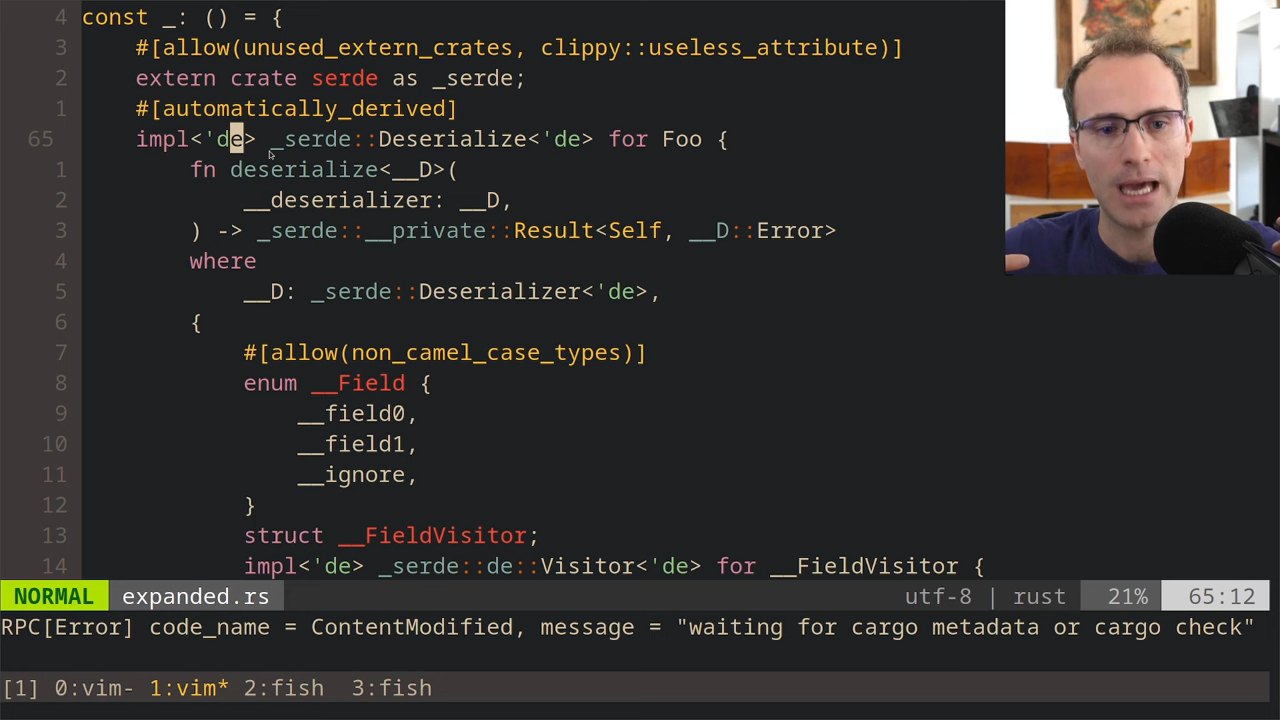 4 const _: () = {
3 #[allow(unused_extern_crates, clippy::useless_attribute)]
2 extern crate serde as _serde;
1 #[automatically_derived]
65 impl<'de> _serde::Deserialize<'de> for Foo {
1 fn deserialize<__D>(
2 __deserializer: __D,
3 ) -> _serde::__private::Result<Self, __D::Error>
4 where
5 __D: _serde::Deserializer<'de>,
6 {
7 #[allow(non_camel_case_types)]
8 enum __Field {
9 __field0,
10 __field1,
11 __ignore,
12 }
13 struct __FieldVisitor;
14 impl<'de> _serde::de::Visitor<'de> for __FieldVisitor {
NORMAL expanded.rs utf-8 | rust 21% 65:12
RPC[Error] code_name = ContentModified, message = "waiting for cargo metadata or cargo check"
[1] 0:vim- 1:vim* 2:fish 3:fish